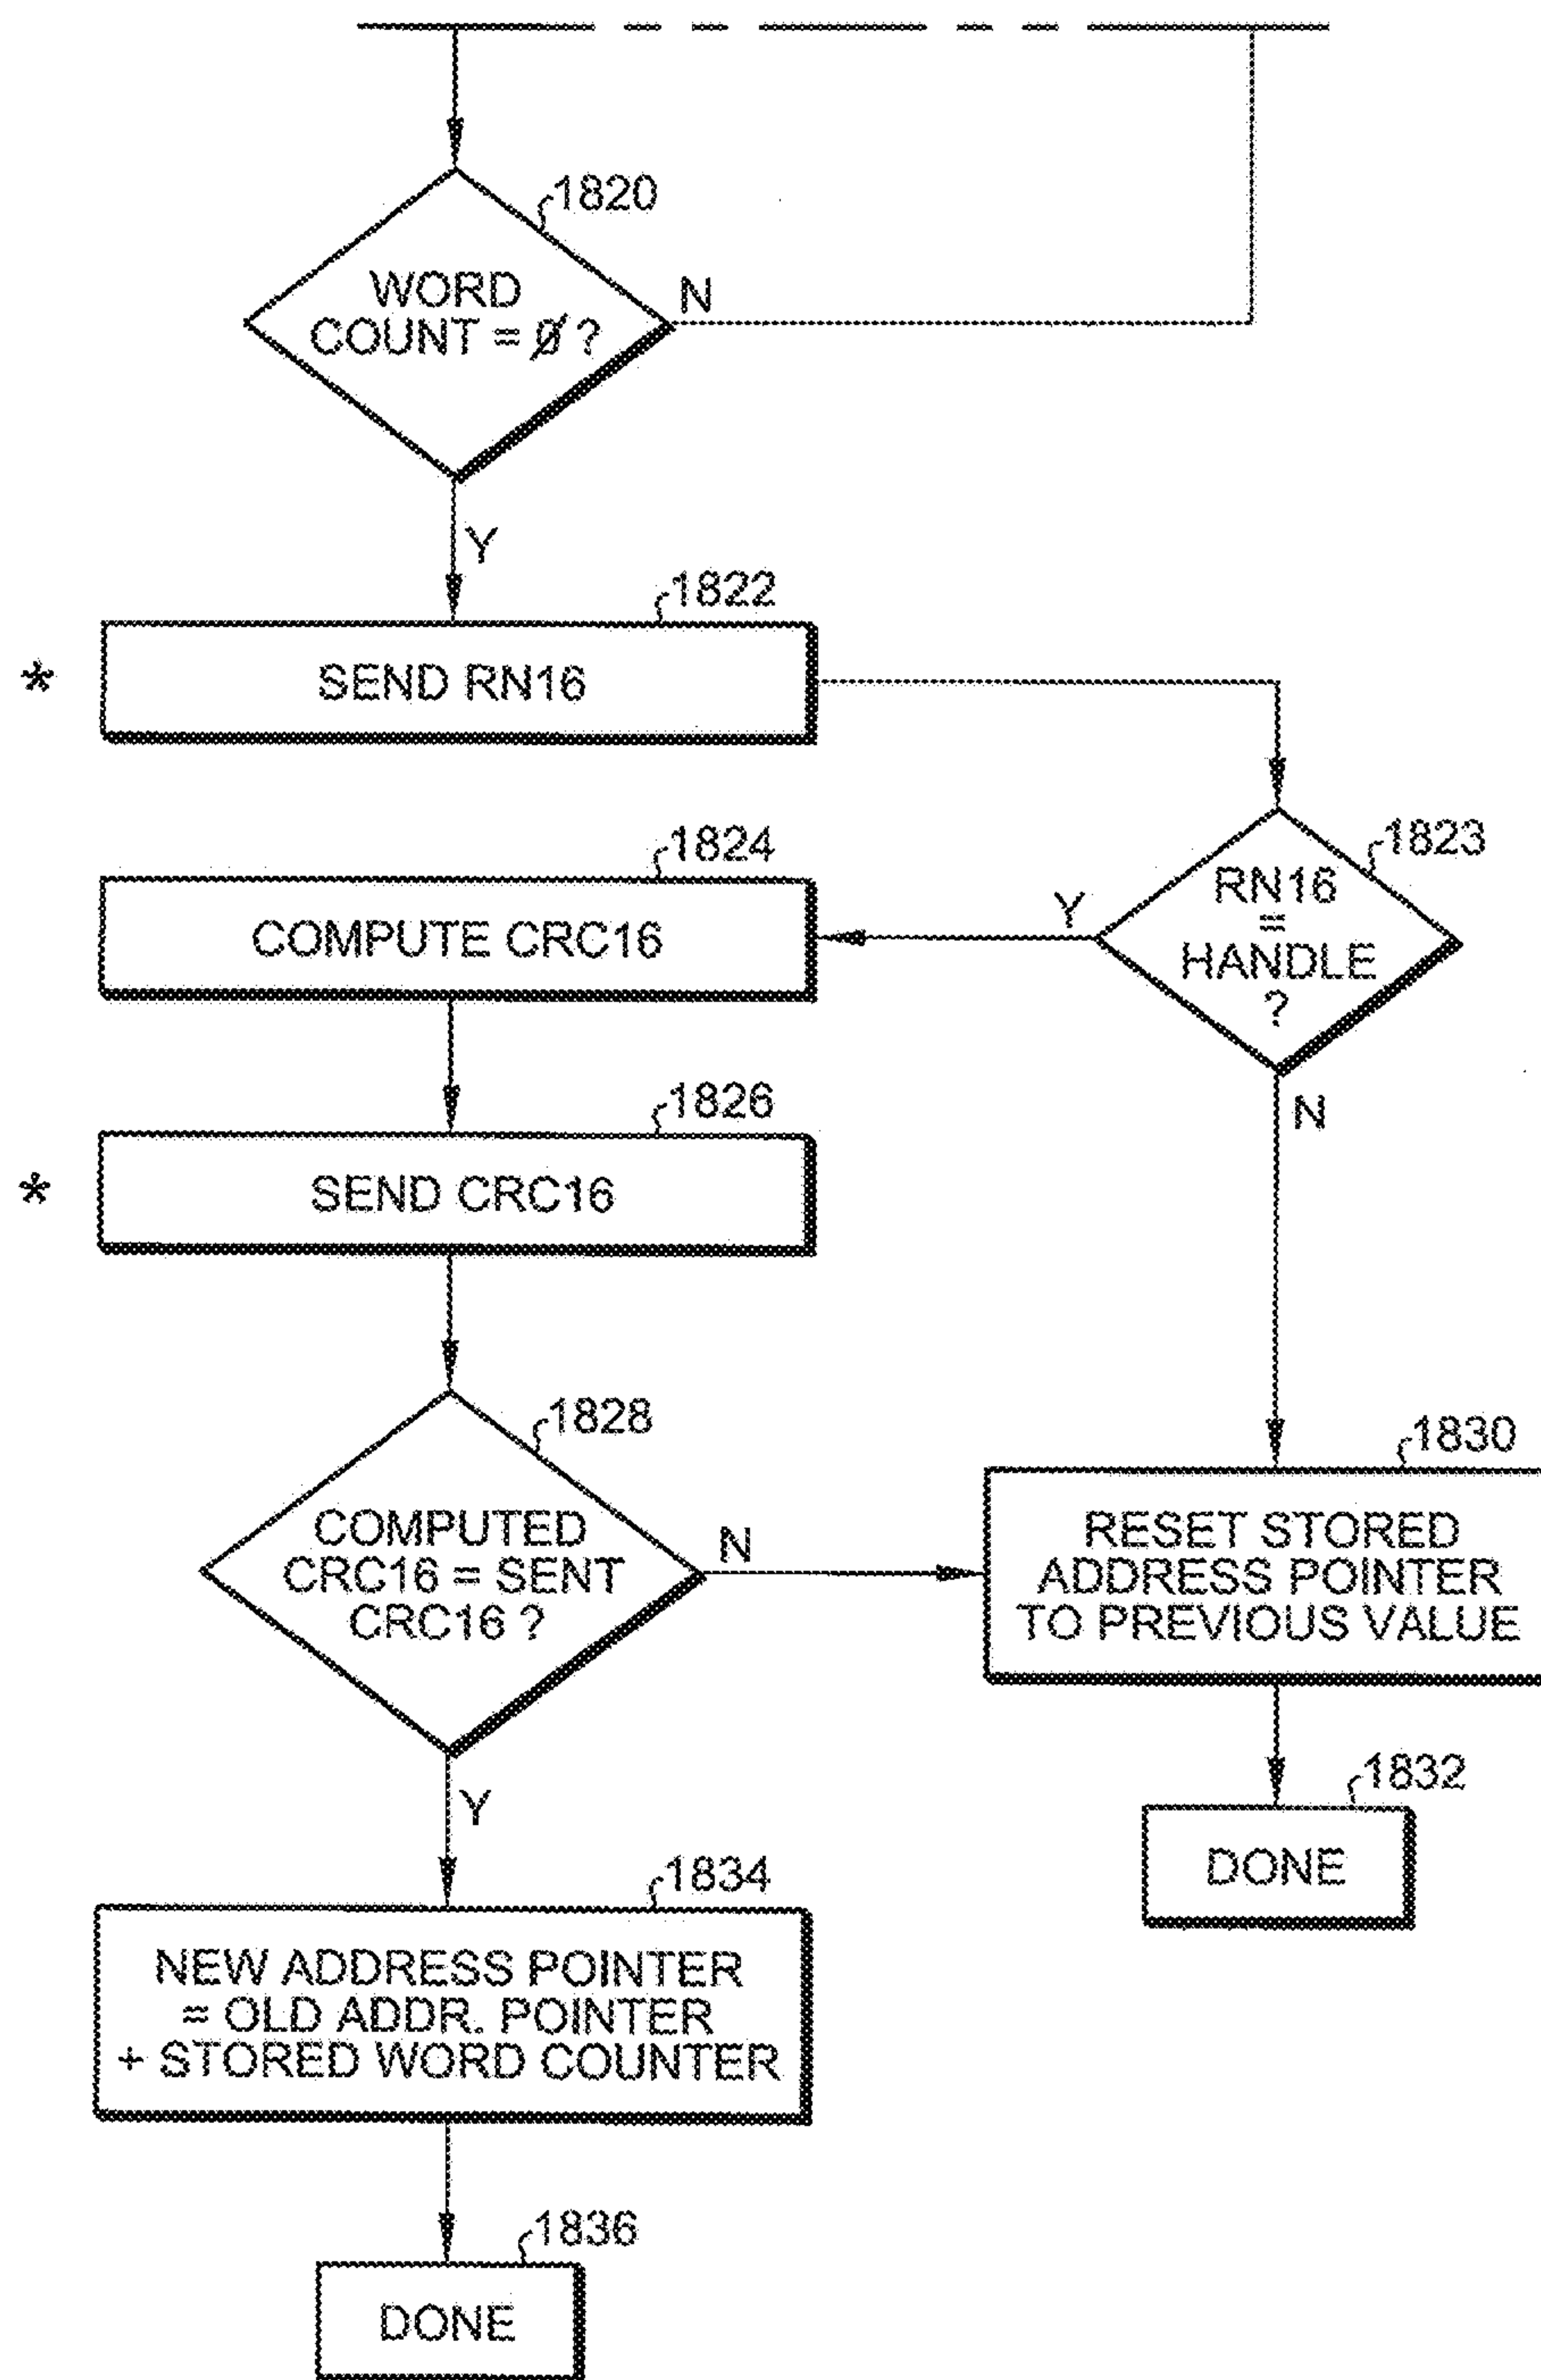 1820
WORD
COUNT = Ø ?
N
Y
1822
* SEND RN16
1823
RN16
=
HANDLE
?
Y
N
1824
COMPUTE CRC16
1826
* SEND CRC16
1828
COMPUTED
CRC16 = SENT
CRC16 ?
N
Y
1830
RESET STORED
ADDRESS POINTER
TO PREVIOUS VALUE
1832
DONE
1834
NEW ADDRESS POINTER
= OLD ADDR. POINTER
+ STORED WORD COUNTER
1836
DONE